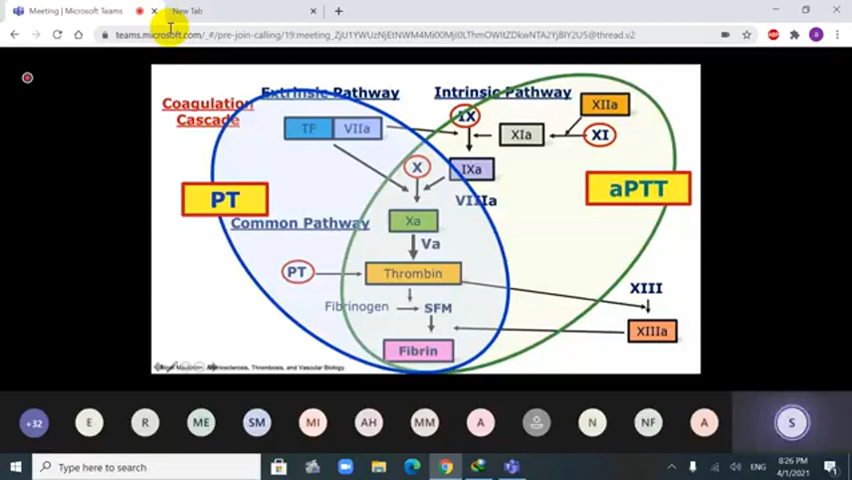 Meeting | Microsoft Teams
New Tab
teams.microsoft.com/_#/pre-join-calling/19:meeting_ZjU1YWUzNjEtNWM4Mi00MjI0LThmOWItZDkwNTA2YjBlY2U5@thread.v2
Extrinsic Pathway
Intrinsic Pathway
Coagulation
Cascade
TF
VIIa
IX
XIIa
XIa
XI
X
IXa
PT
aPTT
VIIIa
Common Pathway
Xa
Va
PT
Thrombin
XIII
Fibrinogen
SFM
XIIIa
Fibrin
Thrombosis, and Vascular Biology.
+32
E
R
ME
SM
MI
AH
MM
A
N
NF
A
S
Type here to search
ENG
8:26 PM
4/1/2021